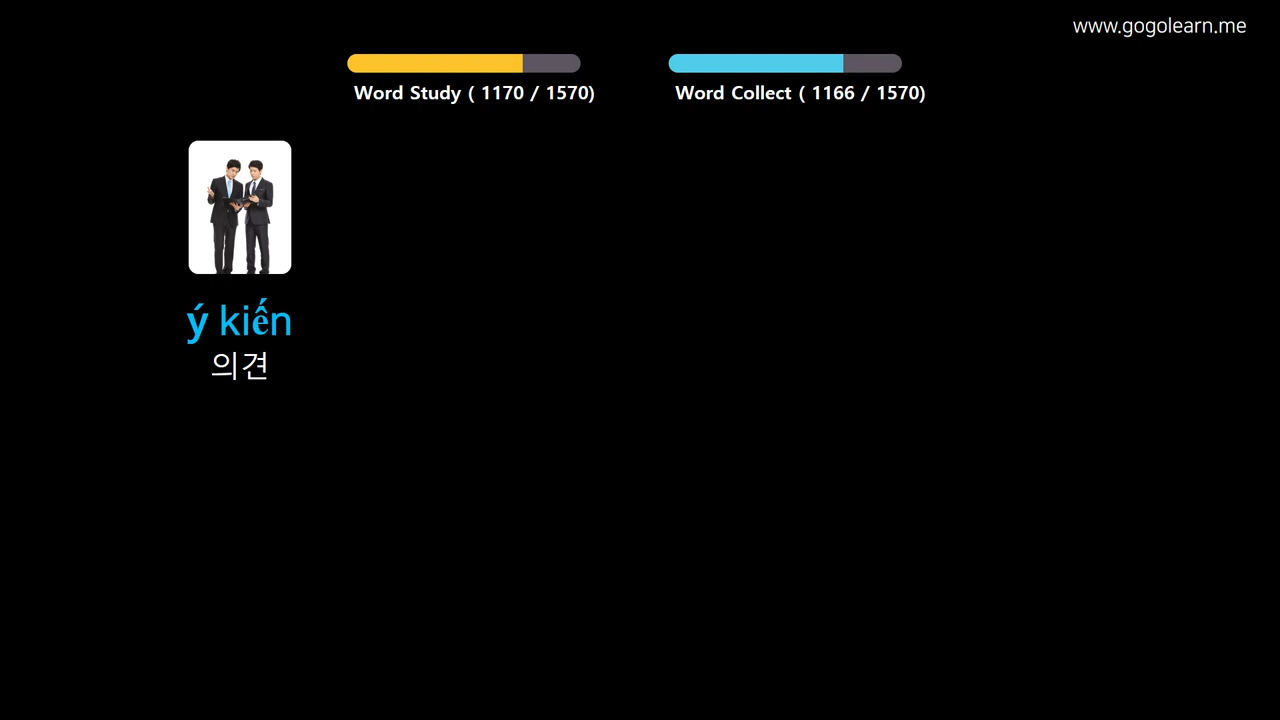 www.gogolearn.me
Word Study ( 1170 / 1570)
Word Collect ( 1166 / 1570)
ý kiến
의견